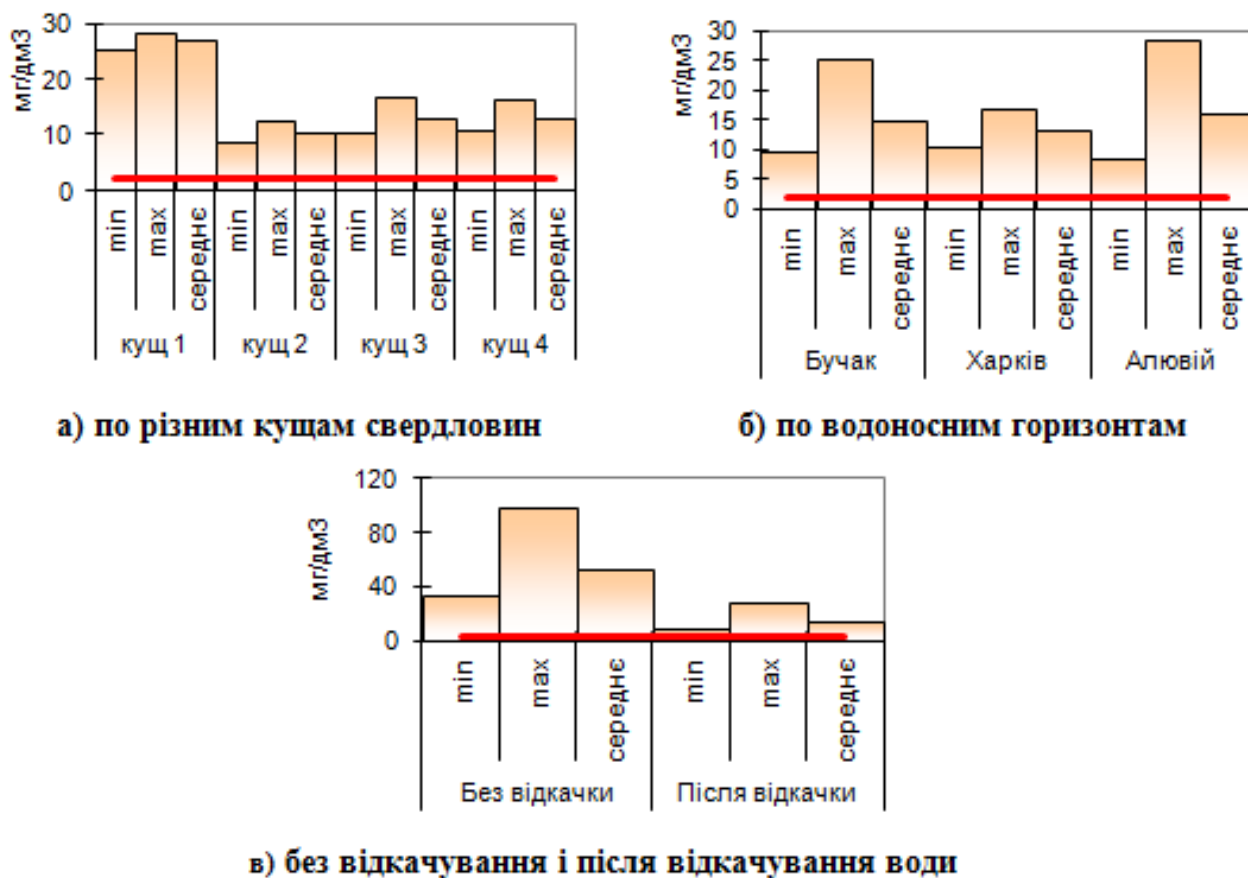 мг/дм3
30
20
10
0
min
max
середнє
min
max
середнє
min
max
середнє
min
max
середнє
кущ 1
кущ 2
кущ 3
кущ 4
а) по різним кущам свердловин
мг/дм3
30
25
20
15
10
5
0
min
max
середнє
min
max
середнє
min
max
середнє
Бучак
Харків
Алювій
б) по водоносним горизонтам
мг/дм3
120
80
40
0
min
max
середнє
min
max
середнє
Без відкачки
Після відкачки
в) без відкачування і після відкачування води